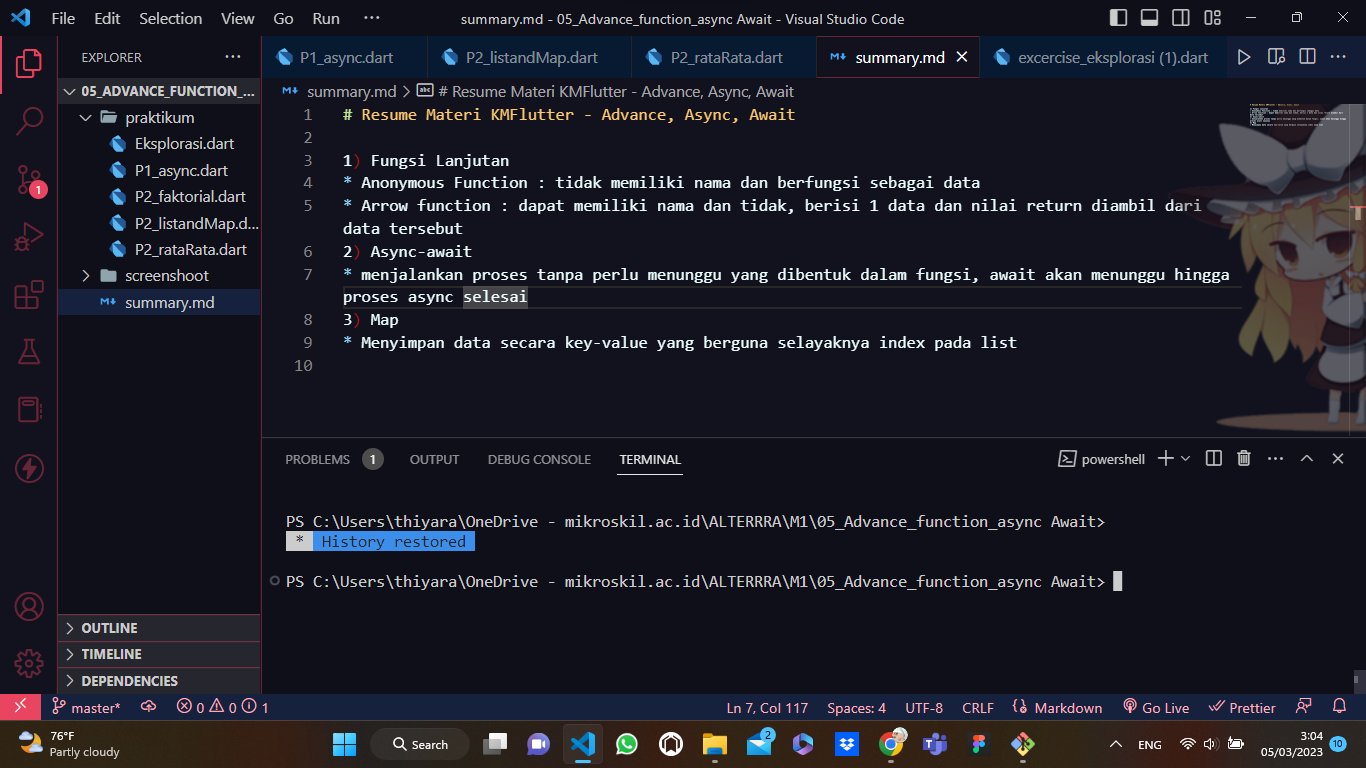 File Edit Selection View Go Run ··· summary.md - 05_Advance_function_async Await - Visual Studio Code
EXPLORER ···
P1_async.dart P2_listandMap.dart P2_rataRata.dart summary.md excercise_eksplorasi (1).dart ···
05_ADVANCE_FUNCTION_...
praktikum
Eksplorasi.dart
P1_async.dart
P2_faktorial.dart
P2_listandMap.d...
P2_rataRata.dart
screenshoot
summary.md
summary.md > # Resume Materi KMFlutter - Advance, Async, Await
1 # Resume Materi KMFlutter - Advance, Async, Await
2
3 1) Fungsi Lanjutan
4 * Anonymous Function : tidak memiliki nama dan berfungsi sebagai data
5 * Arrow function : dapat memiliki nama dan tidak, berisi 1 data dan nilai return diambil dari
data tersebut
6 2) Async-await
7 * menjalankan proses tanpa perlu menunggu yang dibentuk dalam fungsi, await akan menunggu hingga
proses async selesai
8 3) Map
9 * Menyimpan data secara key-value yang berguna selayaknya index pada list
10
1
PROBLEMS 1 OUTPUT DEBUG CONSOLE TERMINAL powershell ···
PS C:\Users\thiyara\OneDrive - mikroskil.ac.id\ALTERRRA\M1\05_Advance_function_async Await>
* History restored
PS C:\Users\thiyara\OneDrive - mikroskil.ac.id\ALTERRRA\M1\05_Advance_function_async Await>
OUTLINE
TIMELINE
DEPENDENCIES
master* 0 0 1 Ln 7, Col 117 Spaces: 4 UTF-8 CRLF Markdown Go Live Prettier
76°F
Partly cloudy
Search
2
ENG
3:04
05/03/2023
10